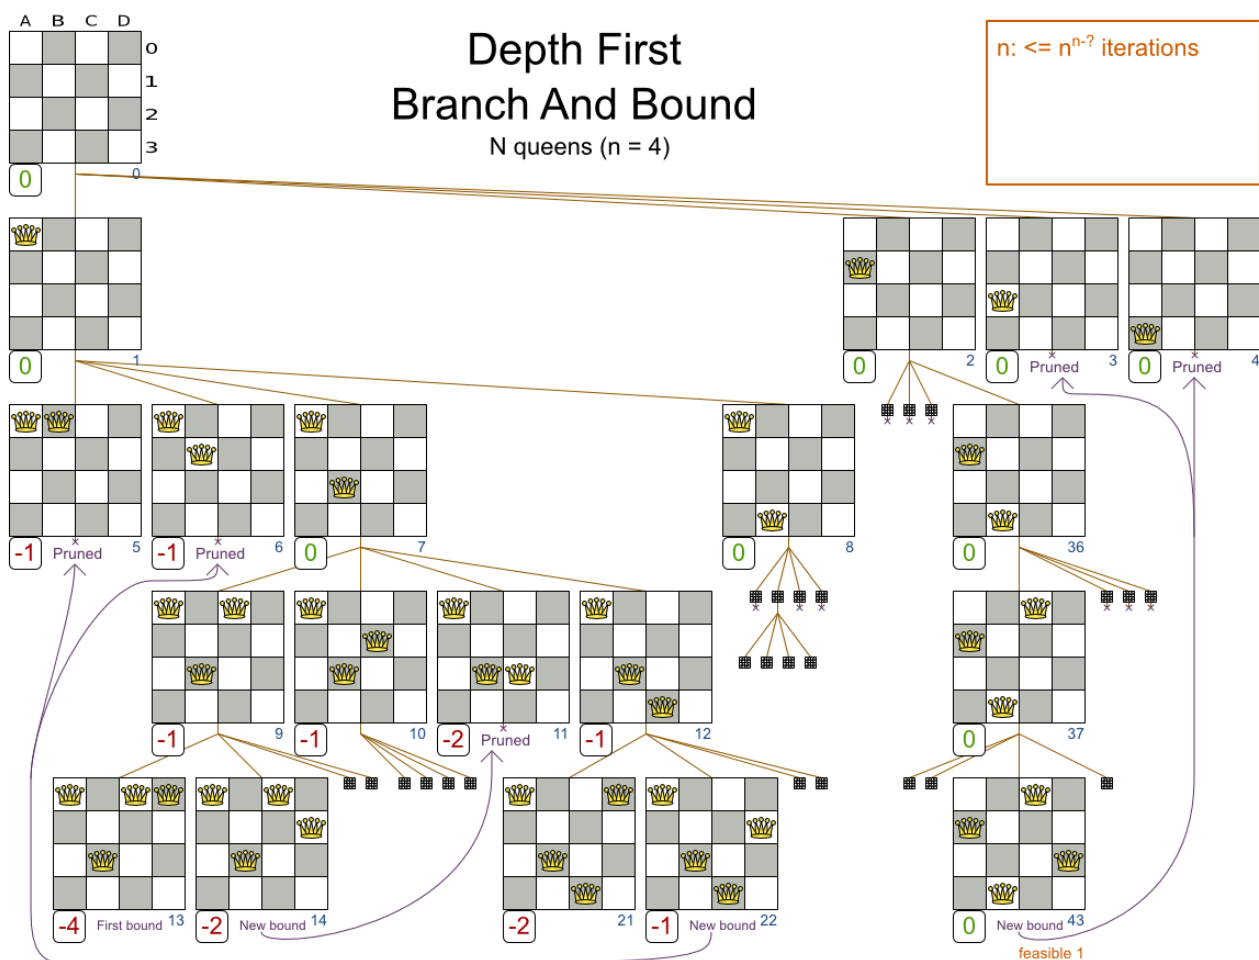 A B C D
Depth First
Branch And Bound
N queens (n = 4)
n: <= n^n-? iterations
0
1
2
3
0 0
0 1
0 2
0 Pruned 3
0 Pruned 4
-1 Pruned 5
-1 Pruned 6
0 7
0 8
0 36
-1 9
-1 10
-2 Pruned 11
-1 12
0 37
-4 First bound 13
-2 New bound 14
-2 21
-1 New bound 22
0 New bound 43
feasible 1